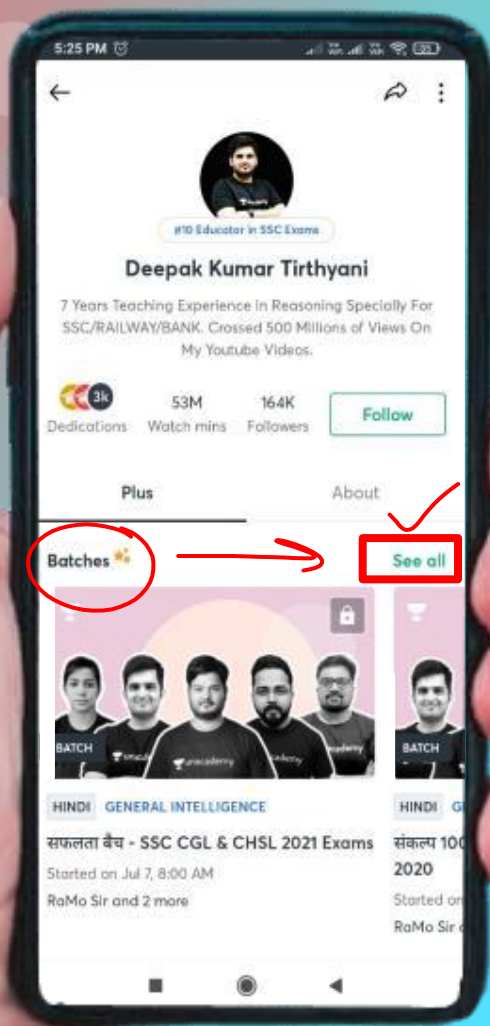 5:25 PM
#10 Educator in SSC Exams
Deepak Kumar Tirthyani
7 Years Teaching Experience in Reasoning Specially For
SSC/RAILWAY/BANK. Crossed 500 Millions of Views On
My Youtube Videos.
3k
53M
164K
Dedications
Watch mins
Followers
Follow
Plus
About
Batches
See all
BATCH
unacademy
BATCH
HINDI GENERAL INTELLIGENCE
सफलता बैच - SSC CGL & CHSL 2021 Exams
Started on Jul 7, 8:00 AM
RaMo Sir and 2 more
HINDI G
संकल्प 100
2020
Started on
RaMo Sir